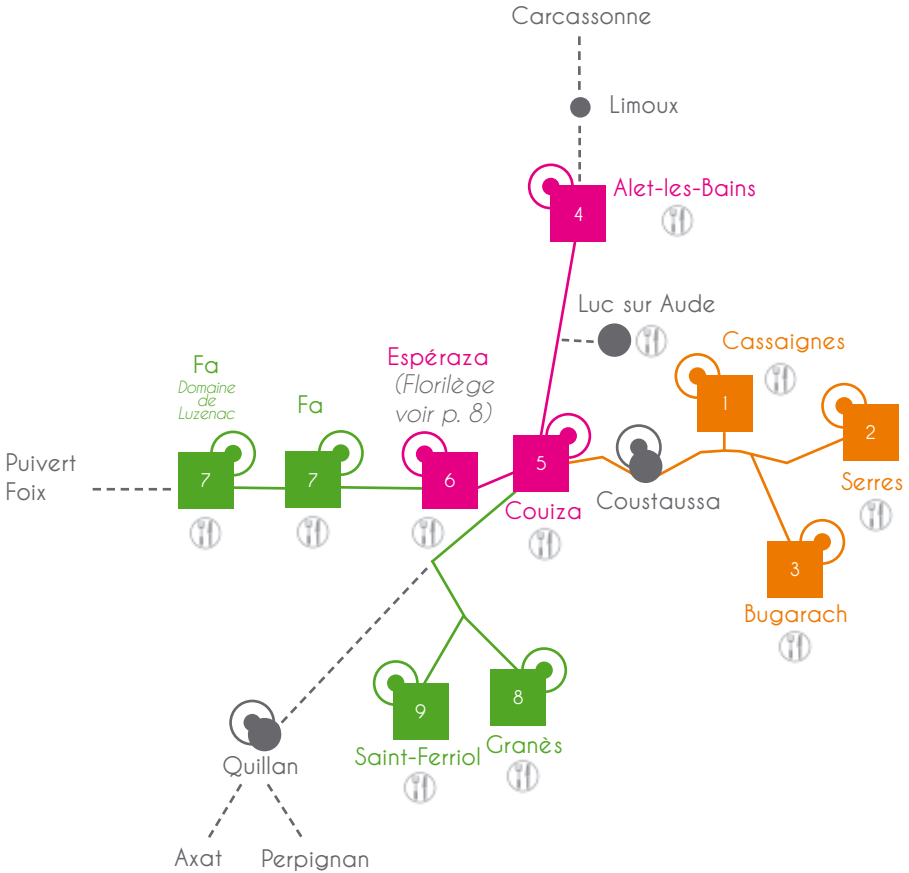 Carcassonne
Limoux
Alet-les-Bains
4
Luc sur Aude
Cassaignes
1
2
Serres
3
Bugarach
Coustaussa
5
Couiza
Espéraza
(Florilège
voir p. 8)
6
Fa
7
Fa
Domaine
de
Luzenac
7
Puivert
Foix
9
Saint-Ferriol
8
Granès
Quillan
Axat
Perpignan